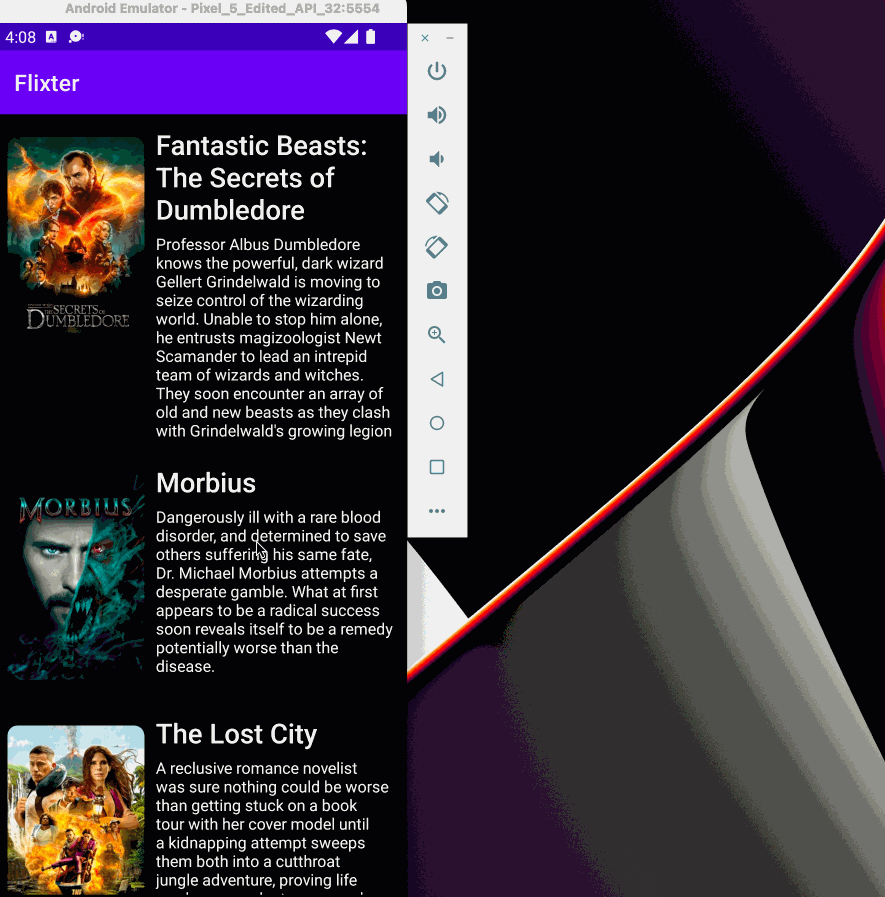 Android Emulator - Pixel_5_Edited_API_32:5554
4:08
Flixter
Fantastic Beasts:
The Secrets of
Dumbledore
Professor Albus Dumbledore
knows the powerful, dark wizard
Gellert Grindelwald is moving to
seize control of the wizarding
world. Unable to stop him alone,
he entrusts magizoologist Newt
Scamander to lead an intrepid
team of wizards and witches.
They soon encounter an array of
old and new beasts as they clash
with Grindelwald's growing legion
THE SECRETS OF
DUMBLEDORE
Morbius
Dangerously ill with a rare blood
disorder, and determined to save
others suffering his same fate,
Dr. Michael Morbius attempts a
desperate gamble. What at first
appears to be a radical success
soon reveals itself to be a remedy
potentially worse than the
disease.
MORBIUS
The Lost City
A reclusive romance novelist
was sure nothing could be worse
than getting stuck on a book
tour with her cover model until
a kidnapping attempt sweeps
them both into a cutthroat
jungle adventure, proving life
THE